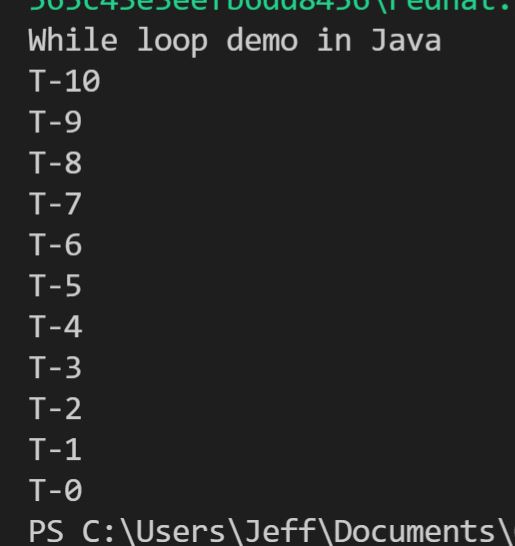 While loop demo in Java
T-10
T-9
T-8
T-7
T-6
T-5
T-4
T-3
T-2
T-1
T-0
PS C:\Users\Jeff\Documents\